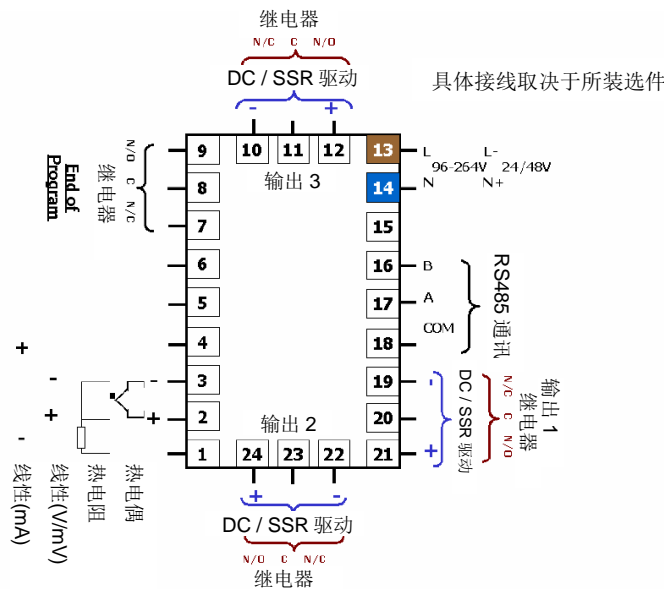 继电器
N/C C N/O
DC / SSR 驱动
- +
具体接线取决于所装选件
9 10 11 12 13 L L-
96-264V 24/48V
输出 3
8 14 N N+
N/O C N/C
继电器
End of
Program
7 15
6 16 B
5 17 A
COM
4 18
RS485 通讯
3 19 -
2 20
1 21 +
DC / SSR 驱动
N/C C N/O
继电器
输出 1
- +
热电偶
热电阻
- +
线性(V/mV)
+ -
线性(mA)
输出 2
24 23 22
+ -
DC / SSR 驱动
N/O C N/C
继电器